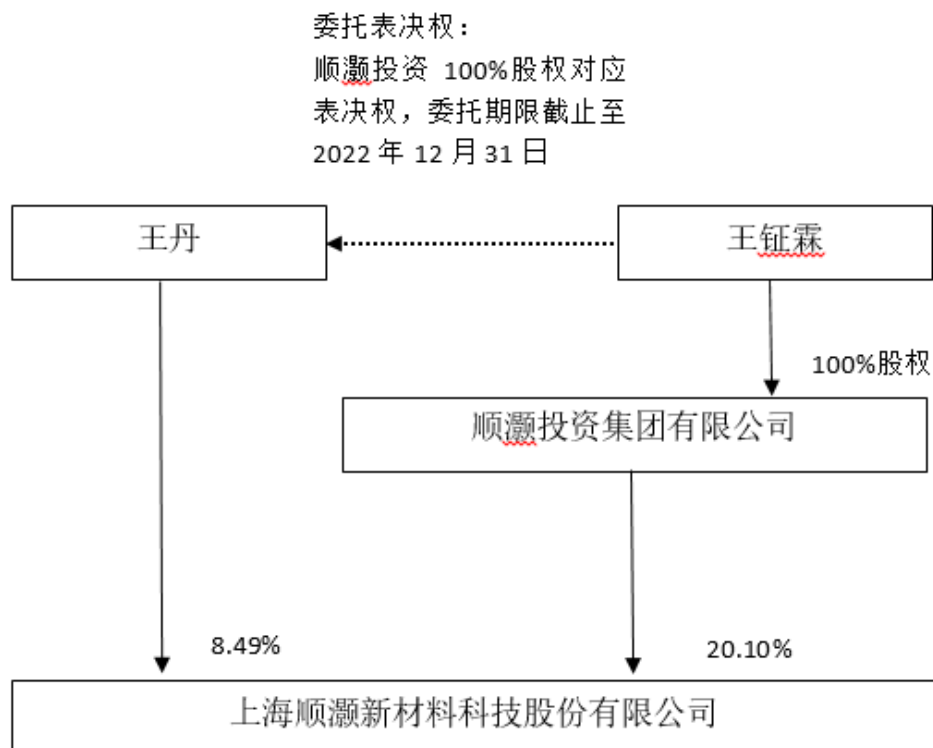 委托表决权：
顺灏投资 100%股权对应
表决权，委托期限截止至
2022 年 12 月 31 日
王丹
王钲霖
100%股权
顺灏投资集团有限公司
8.49%
20.10%
上海顺灏新材料科技股份有限公司